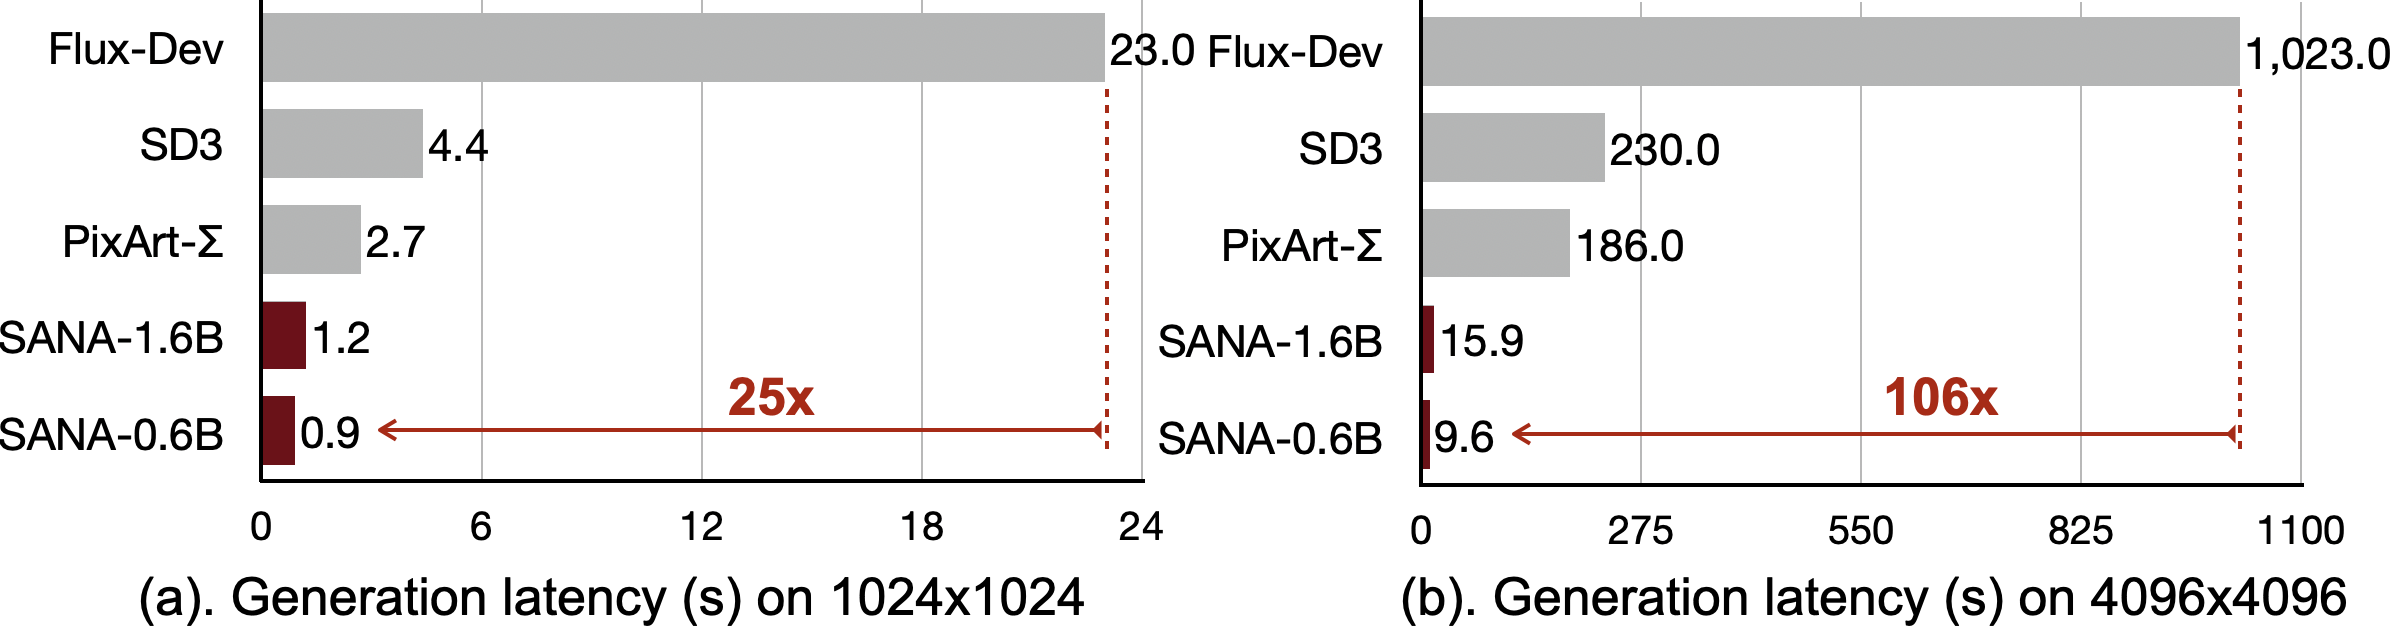 Flux-Dev 23.0
SD3 4.4
PixArt-Σ 2.7
SANA-1.6B 1.2
25x
SANA-0.6B 0.9
0 6 12 18 24
(a). Generation latency (s) on 1024x1024
Flux-Dev 1,023.0
SD3 230.0
PixArt-Σ 186.0
SANA-1.6B 15.9
106x
SANA-0.6B 9.6
0 275 550 825 1100
(b). Generation latency (s) on 4096x4096